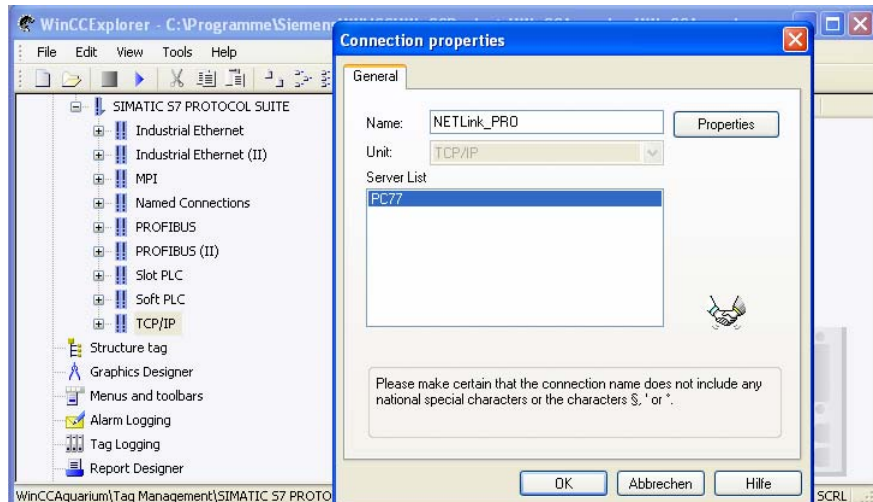 WinCCExplorer - C:\Programme\Siemen
File Edit View Tools Help
SIMATIC S7 PROTOCOL SUITE
Industrial Ethernet
Industrial Ethernet (II)
MPI
Named Connections
PROFIBUS
PROFIBUS (II)
Slot PLC
Soft PLC
TCP/IP
Structure tag
Graphics Designer
Menus and toolbars
Alarm Logging
Tag Logging
Report Designer
WinCCAquarium\Tag Management\SIMATIC S7 PROTO
Connection properties
General
Name: NETLink_PRO
Properties
Unit: TCP/IP
Server List
PC77
Please make certain that the connection name does not include any
national special characters or the characters §, ' or ".
OK Abbrechen Hilfe
SCRL